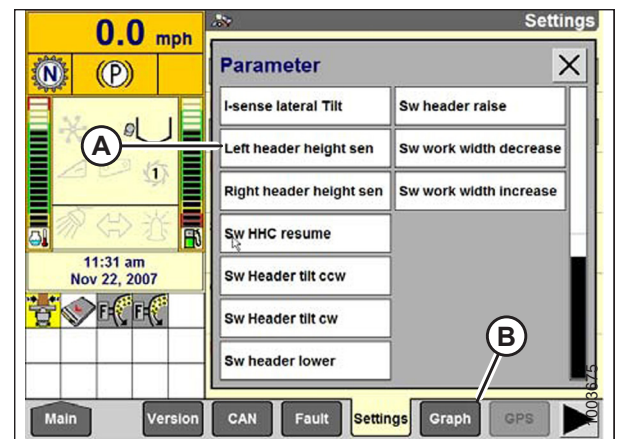 0.0 mph
Settings
N
(P)
Parameter
I-sense lateral Tilt
Sw header raise
A
Left header height sen
Sw work width decrease
1
Right header height sen
Sw work width increase
Sw HHC resume
11:31 am
Nov 22, 2007
Sw Header tilt ccw
Sw Header tilt cw
F
F
B
Sw header lower
1003675
Main
Version
CAN
Fault
Settings
Graph
GPS